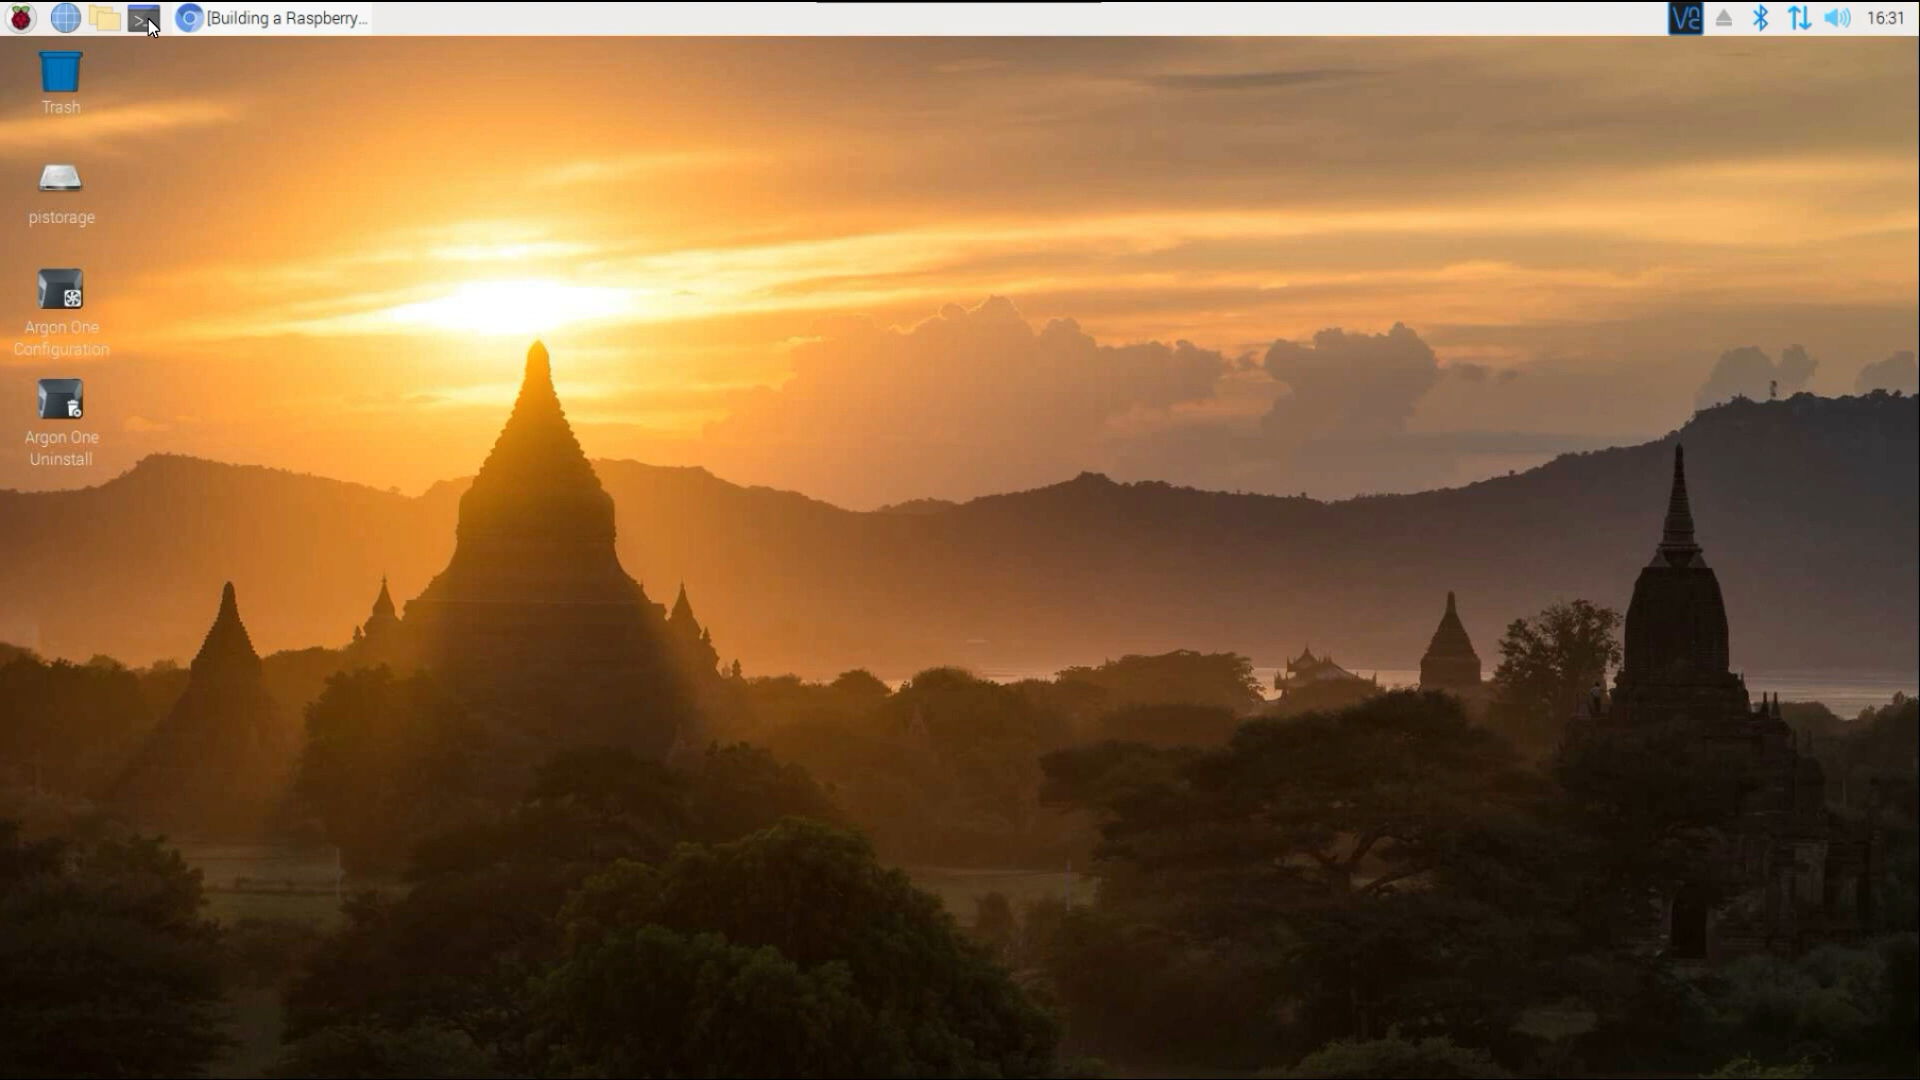 [Building a Raspberry...
16:31
Trash
pistorage
Argon One
Configuration
Argon One
Uninstall